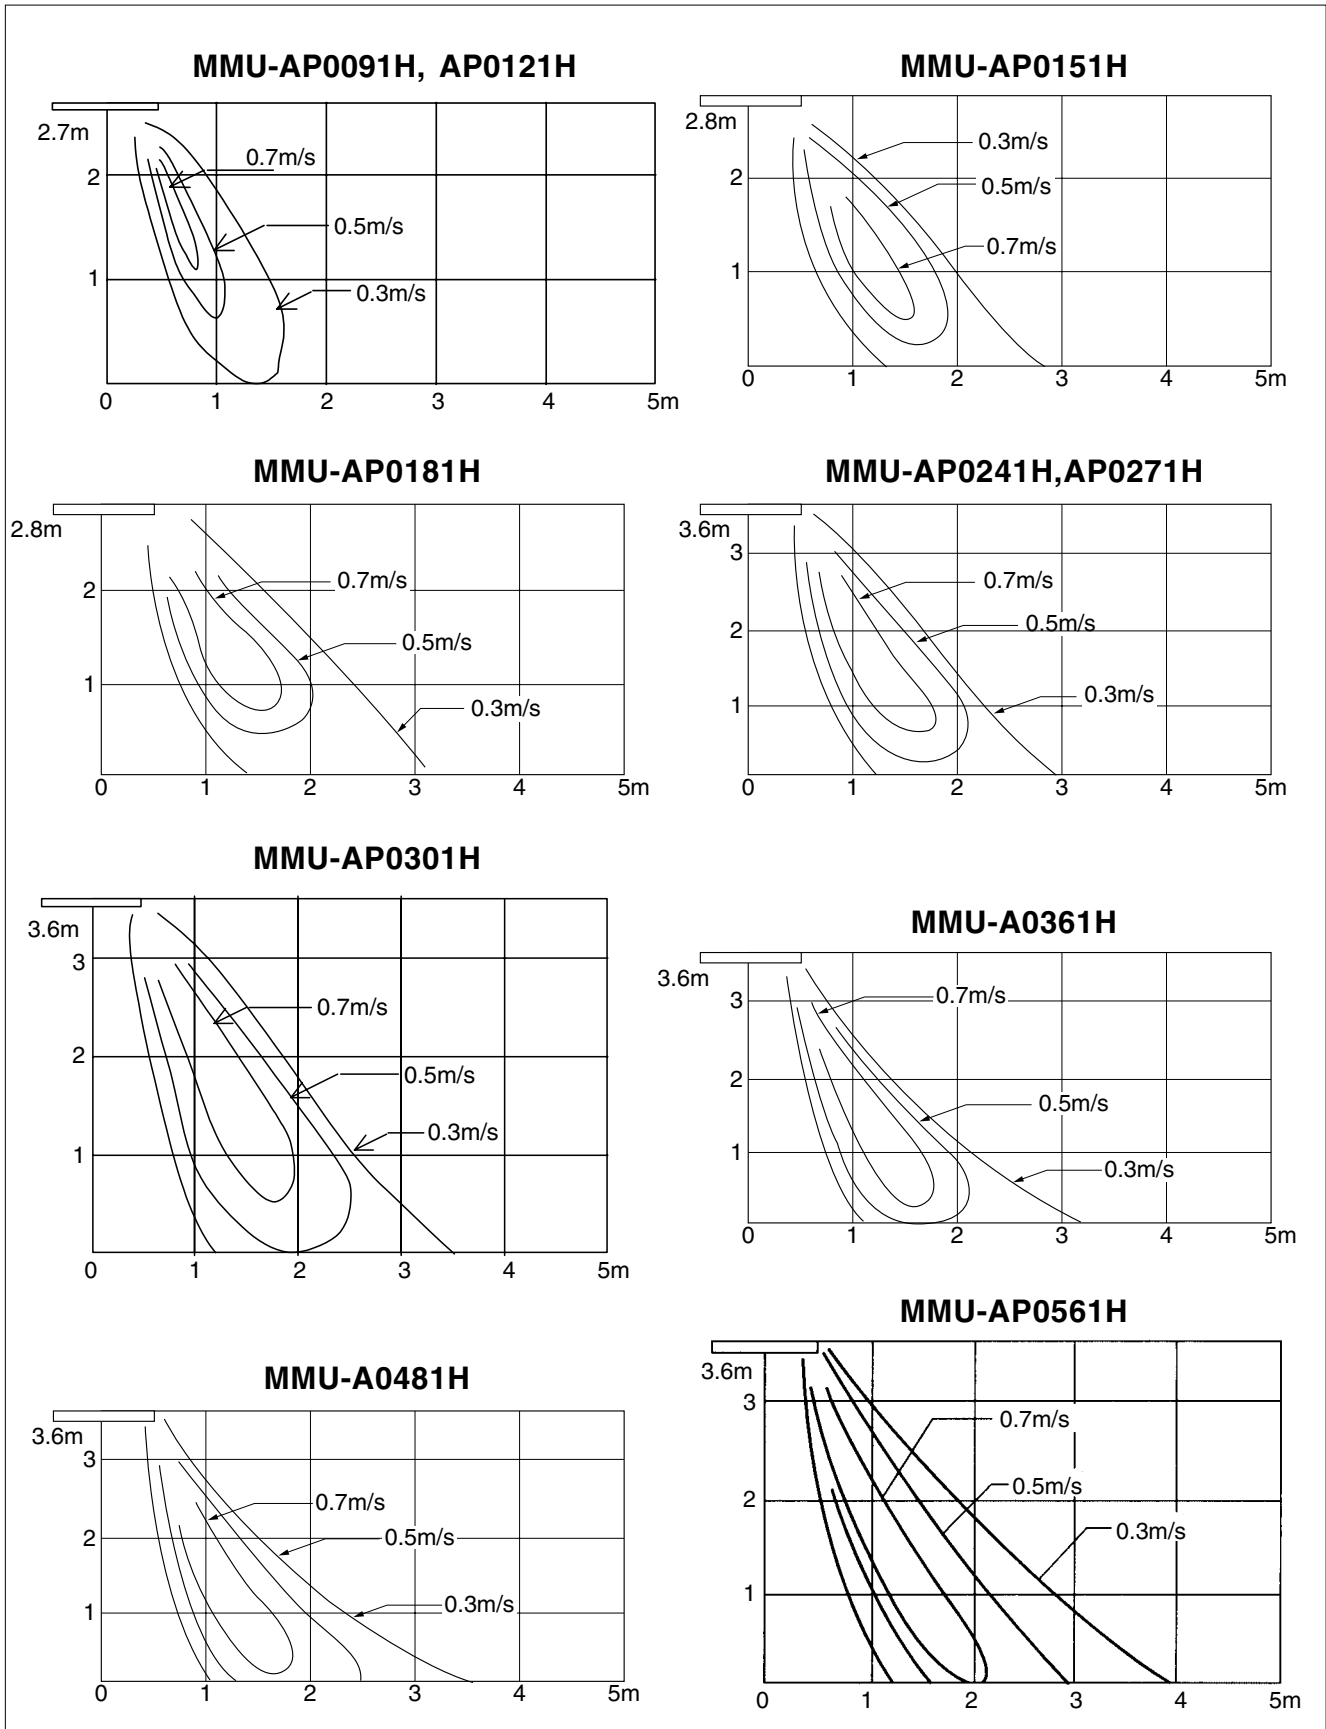 MMU-AP0091H, AP0121H
2.7m
0.7m/s
2
0.5m/s
1
0.3m/s
0 1 2 3 4 5m
MMU-AP0151H
2.8m
0.3m/s
2
0.5m/s
0.7m/s
1
0 1 2 3 4 5m
MMU-AP0181H
2.8m
0.7m/s
2
0.5m/s
1
0.3m/s
0 1 2 3 4 5m
MMU-AP0241H,AP0271H
3.6m
3
0.7m/s
2
0.5m/s
0.3m/s
1
0 1 2 3 4 5m
MMU-AP0301H
3.6m
3
0.7m/s
2
0.5m/s
0.3m/s
1
0 1 2 3 4 5m
MMU-A0361H
3.6m
3
0.7m/s
2
0.5m/s
1
0.3m/s
0 1 2 3 4 5m
MMU-A0481H
3.6m
3
0.7m/s
2
0.5m/s
1
0.3m/s
0 1 2 3 4 5m
MMU-AP0561H
3.6m
3
0.7m/s
2
0.5m/s
0.3m/s
1
0 1 2 3 4 5m